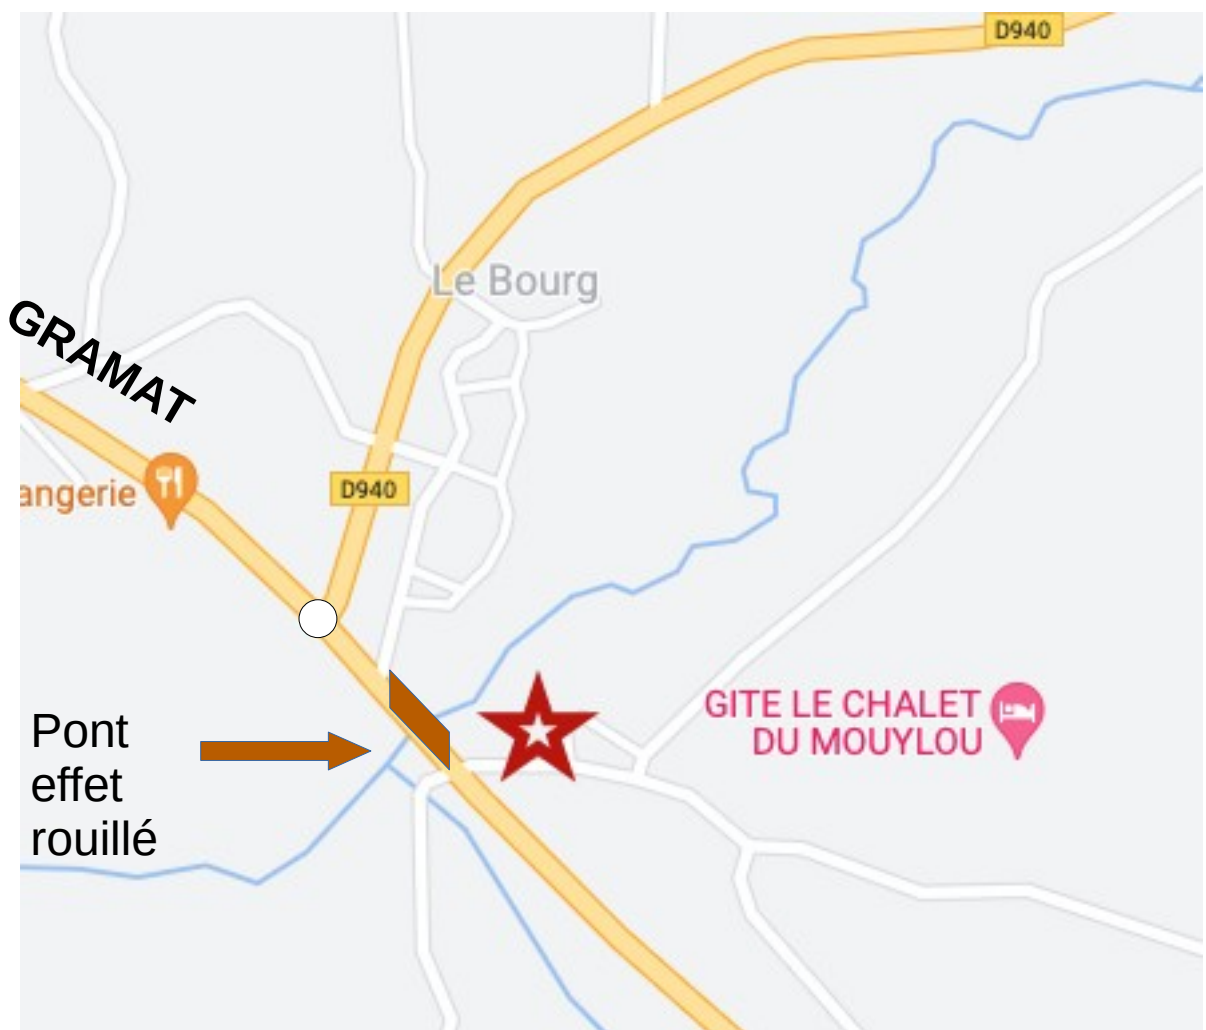 D940
Le Bourg
GRAMAT
angerie
D940
GITE LE CHALET
DU MOUYLOU
Pont
effet
rouillé